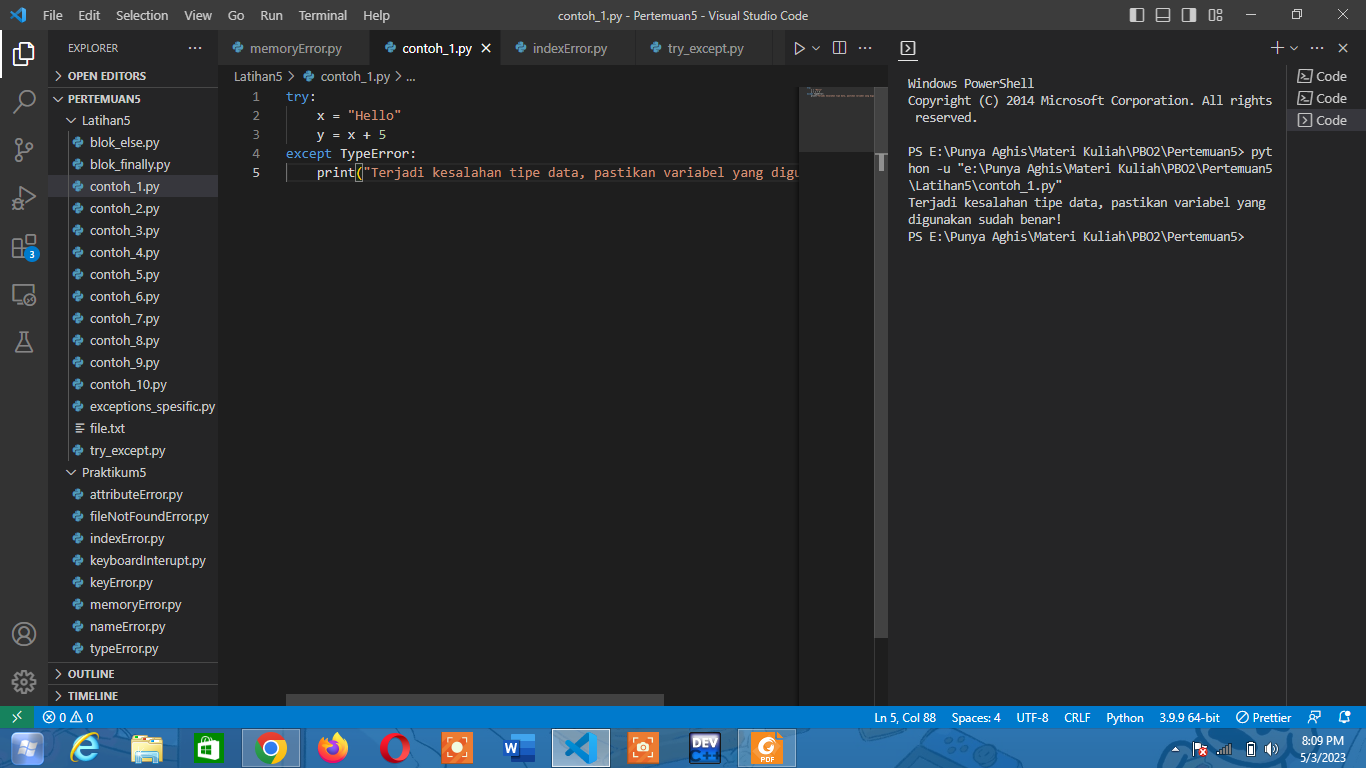 File Edit Selection View Go Run Terminal Help
contoh_1.py - Pertemuan5 - Visual Studio Code
EXPLORER
OPEN EDITORS
PERTEMUAN5
Latihan5
blok_else.py
blok_finally.py
contoh_1.py
contoh_2.py
contoh_3.py
contoh_4.py
contoh_5.py
contoh_6.py
contoh_7.py
contoh_8.py
contoh_9.py
contoh_10.py
exceptions_spesific.py
file.txt
try_except.py
Praktikum5
attributeError.py
fileNotFoundError.py
indexError.py
keyboardInterupt.py
keyError.py
memoryError.py
nameError.py
typeError.py
OUTLINE
TIMELINE
3
memoryError.py contoh_1.py indexError.py try_except.py
Latihan5 > contoh_1.py > ...
1 try:
2 x = "Hello"
3 y = x + 5
4 except TypeError:
5 print("Terjadi kesalahan tipe data, pastikan variabel yang digu
Windows PowerShell
Copyright (C) 2014 Microsoft Corporation. All rights
reserved.
PS E:\Punya Aghis\Materi Kuliah\PBO2\Pertemuan5> pyt
hon -u "e:\Punya Aghis\Materi Kuliah\PBO2\Pertemuan5
\Latihan5\contoh_1.py"
Terjadi kesalahan tipe data, pastikan variabel yang
digunakan sudah benar!
PS E:\Punya Aghis\Materi Kuliah\PBO2\Pertemuan5>
Code
Code
Code
0 0
Ln 5, Col 88 Spaces: 4 UTF-8 CRLF Python 3.9.9 64-bit Prettier
W
DEV
C++
PDF
8:09 PM
5/3/2023